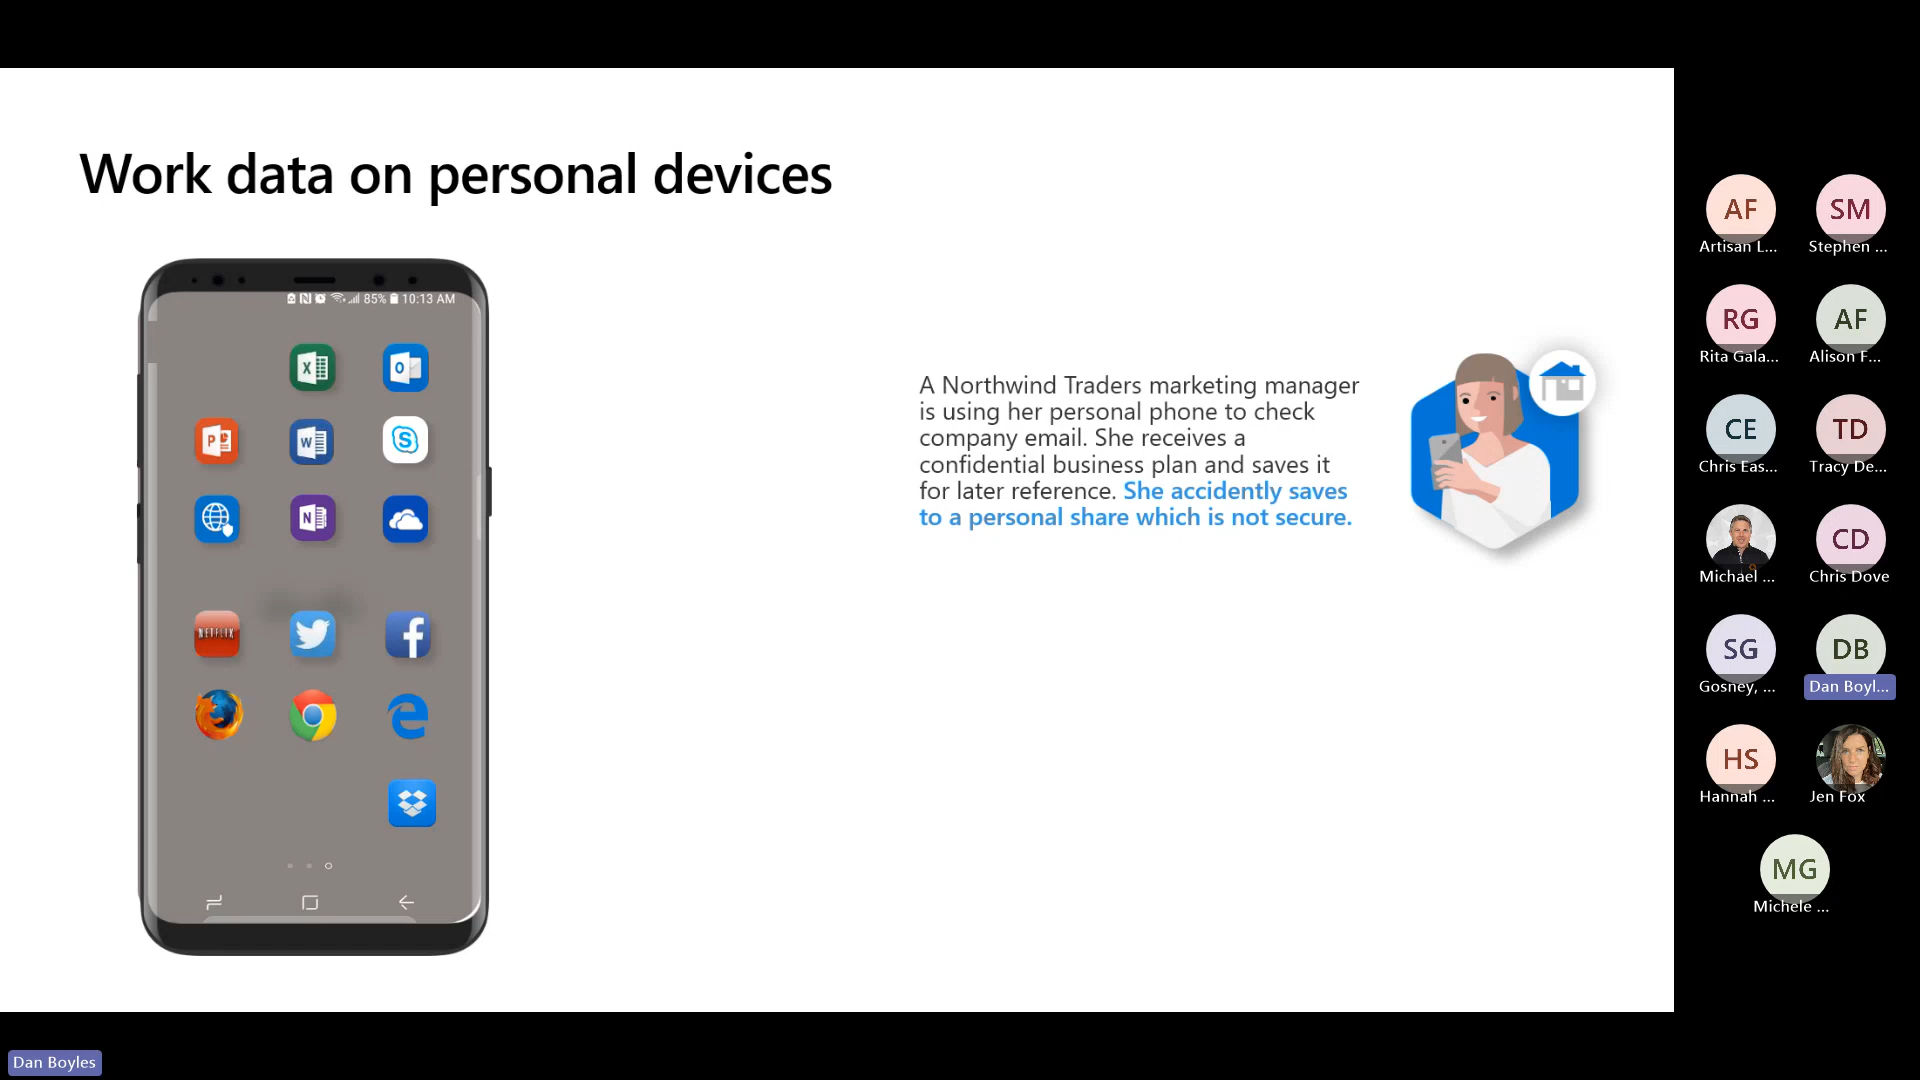 Work data on personal devices
85% 10:13 AM
X
O
P
W
S
N
NETFLIX
f
A Northwind Traders marketing manager
is using her personal phone to check
company email. She receives a
confidential business plan and saves it
for later reference. She accidently saves
to a personal share which is not secure.
AF
SM
Artisan L...
Stephen ...
RG
AF
Rita Gala...
Alison F...
CE
TD
Chris Eas...
Tracy De...
CD
Michael ...
Chris Dove
SG
DB
Gosney, ...
Dan Boyl...
HS
Hannah ...
Jen Fox
MG
Michele ...
Dan Boyles